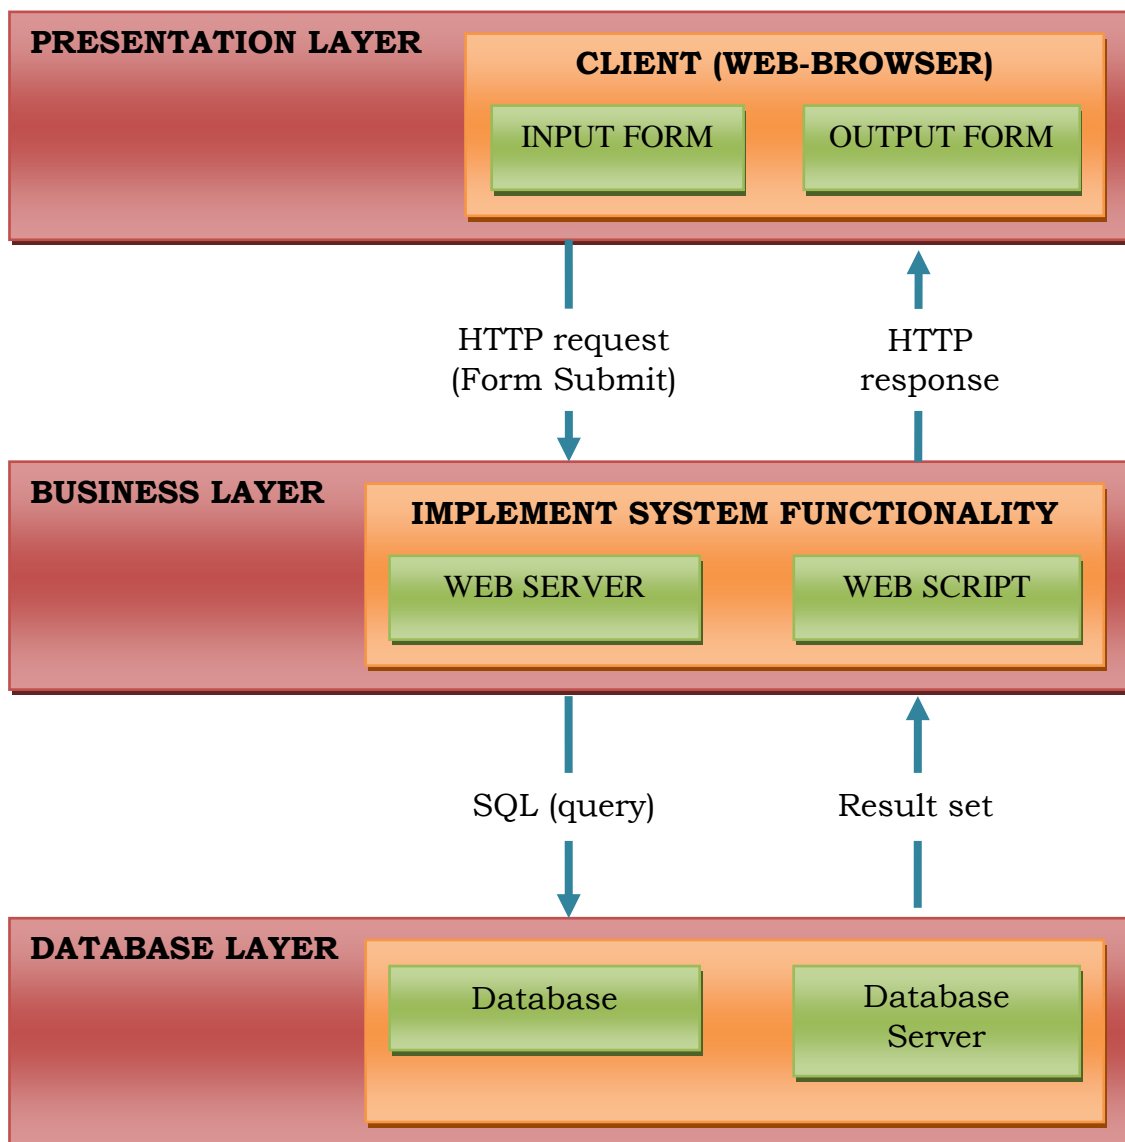 PRESENTATION LAYER
CLIENT (WEB-BROWSER)
INPUT FORM
OUTPUT FORM
HTTP request
(Form Submit)
HTTP
response
BUSINESS LAYER
IMPLEMENT SYSTEM FUNCTIONALITY
WEB SERVER
WEB SCRIPT
SQL (query)
Result set
DATABASE LAYER
Database
Database
Server